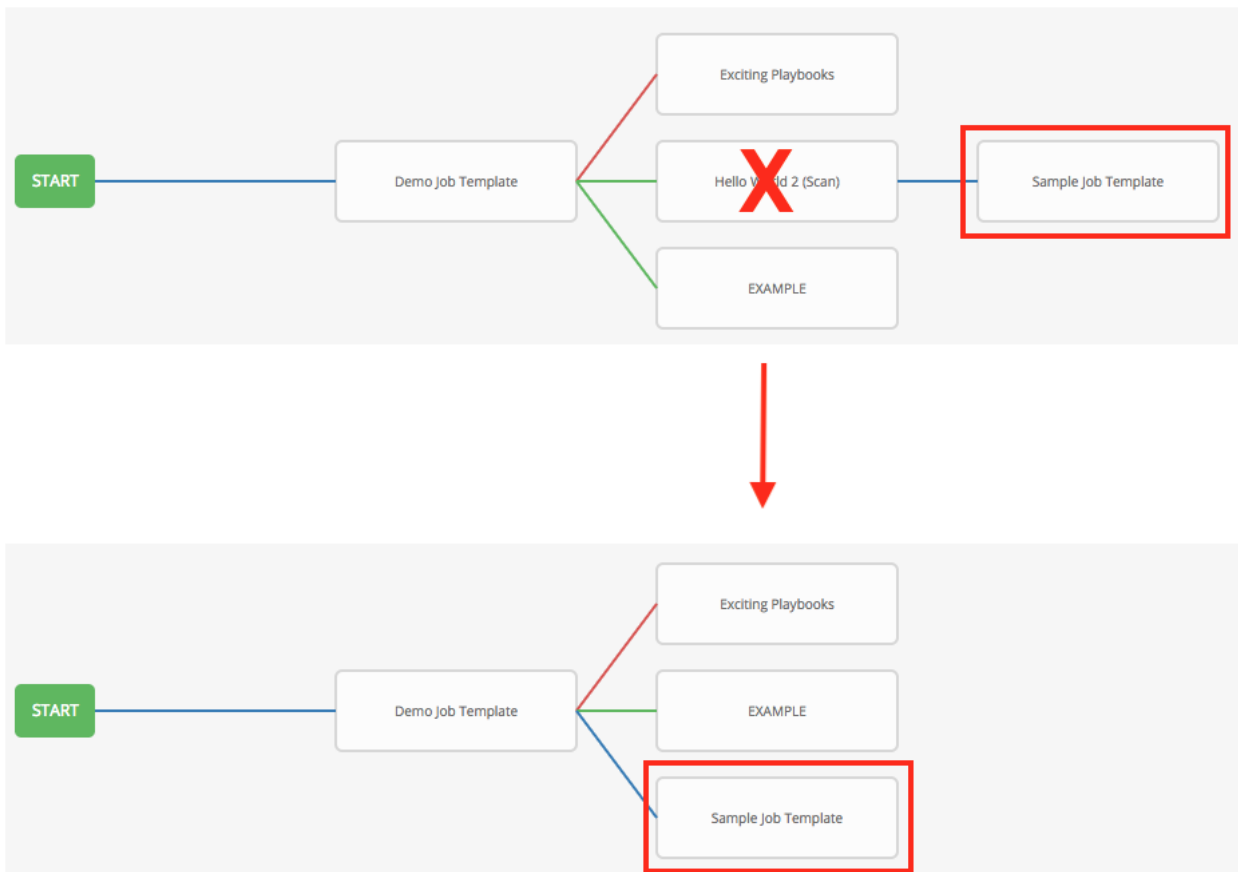 Exciting Playbooks
START
Demo Job Template
Hello W ld 2 (Scan)
X
Sample Job Template
EXAMPLE
Exciting Playbooks
START
Demo Job Template
EXAMPLE
Sample Job Template